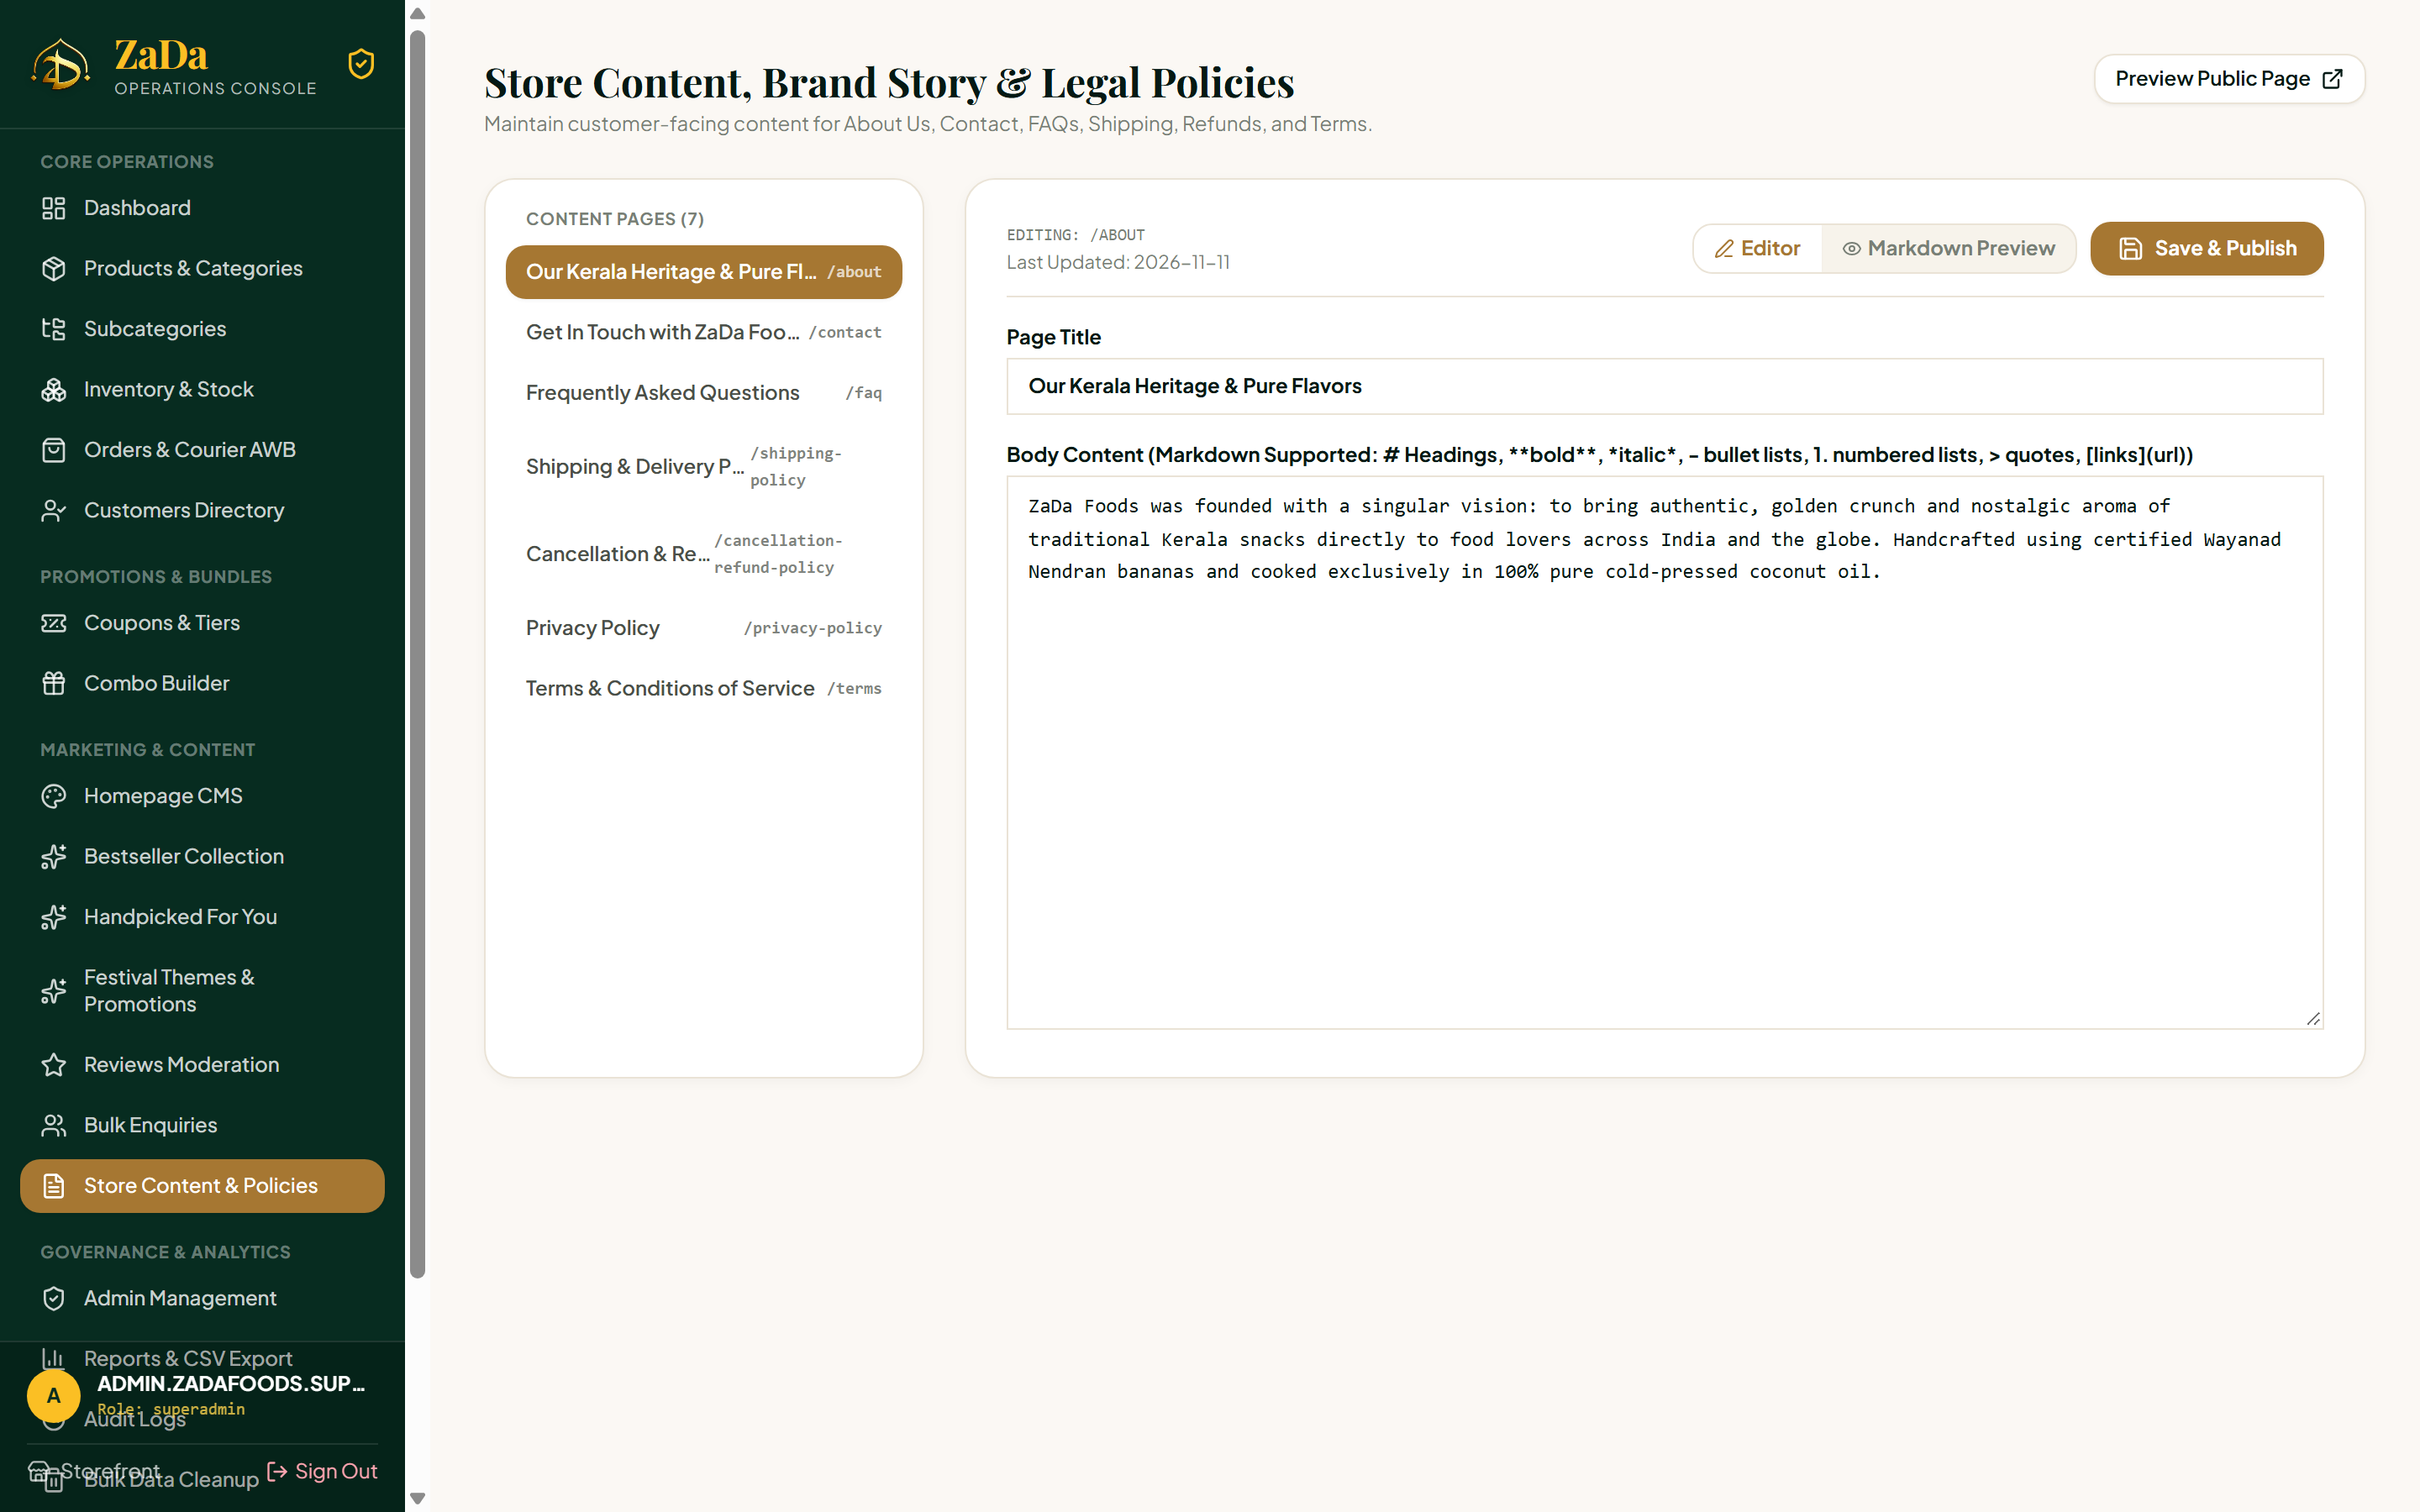 ZaDa
OPERATIONS CONSOLE
CORE OPERATIONS
Dashboard
Products & Categories
Subcategories
Inventory & Stock
Orders & Courier AWB
Customers Directory
PROMOTIONS & BUNDLES
Coupons & Tiers
Combo Builder
MARKETING & CONTENT
Homepage CMS
Bestseller Collection
Handpicked For You
Festival Themes &
Promotions
Reviews Moderation
Bulk Enquiries
Store Content & Policies
GOVERNANCE & ANALYTICS
Admin Management
Reports & CSV Export
A
ADMIN.ZADAFOODS.SUP...
Role: superadmin
Audit Logs
Storefront
Bulk Data Cleanup
Sign Out
Store Content, Brand Story & Legal Policies
Maintain customer-facing content for About Us, Contact, FAQs, Shipping, Refunds, and Terms.
Preview Public Page
CONTENT PAGES (7)
Our Kerala Heritage & Pure Fl... /about
Get In Touch with ZaDa Foo... /contact
Frequently Asked Questions /faq
Shipping & Delivery P... /shipping-
policy
Cancellation & Re... /cancellation-
refund-policy
Privacy Policy /privacy-policy
Terms & Conditions of Service /terms
EDITING: /ABOUT
Last Updated: 2026-11-11
Editor
Markdown Preview
Save & Publish
Page Title
Our Kerala Heritage & Pure Flavors
Body Content (Markdown Supported: # Headings, **bold**, *italic*, - bullet lists, 1. numbered lists, > quotes, [links](url))
ZaDa Foods was founded with a singular vision: to bring authentic, golden crunch and nostalgic aroma of
traditional Kerala snacks directly to food lovers across India and the globe. Handcrafted using certified Wayanad
Nendran bananas and cooked exclusively in 100% pure cold-pressed coconut oil.